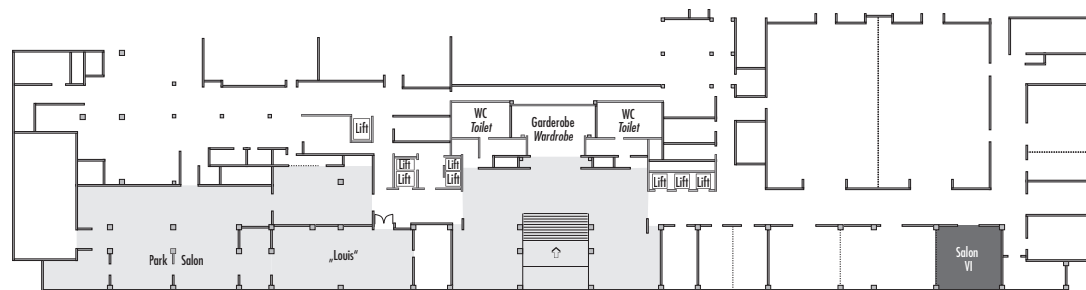 WC
Toilet
Garderobe
Wardrobe
WC
Toilet
Lift
Lift
Lift
Lift
Lift
Lift
Lift
Lift
Park Salon
„Louis"
Salon
VI